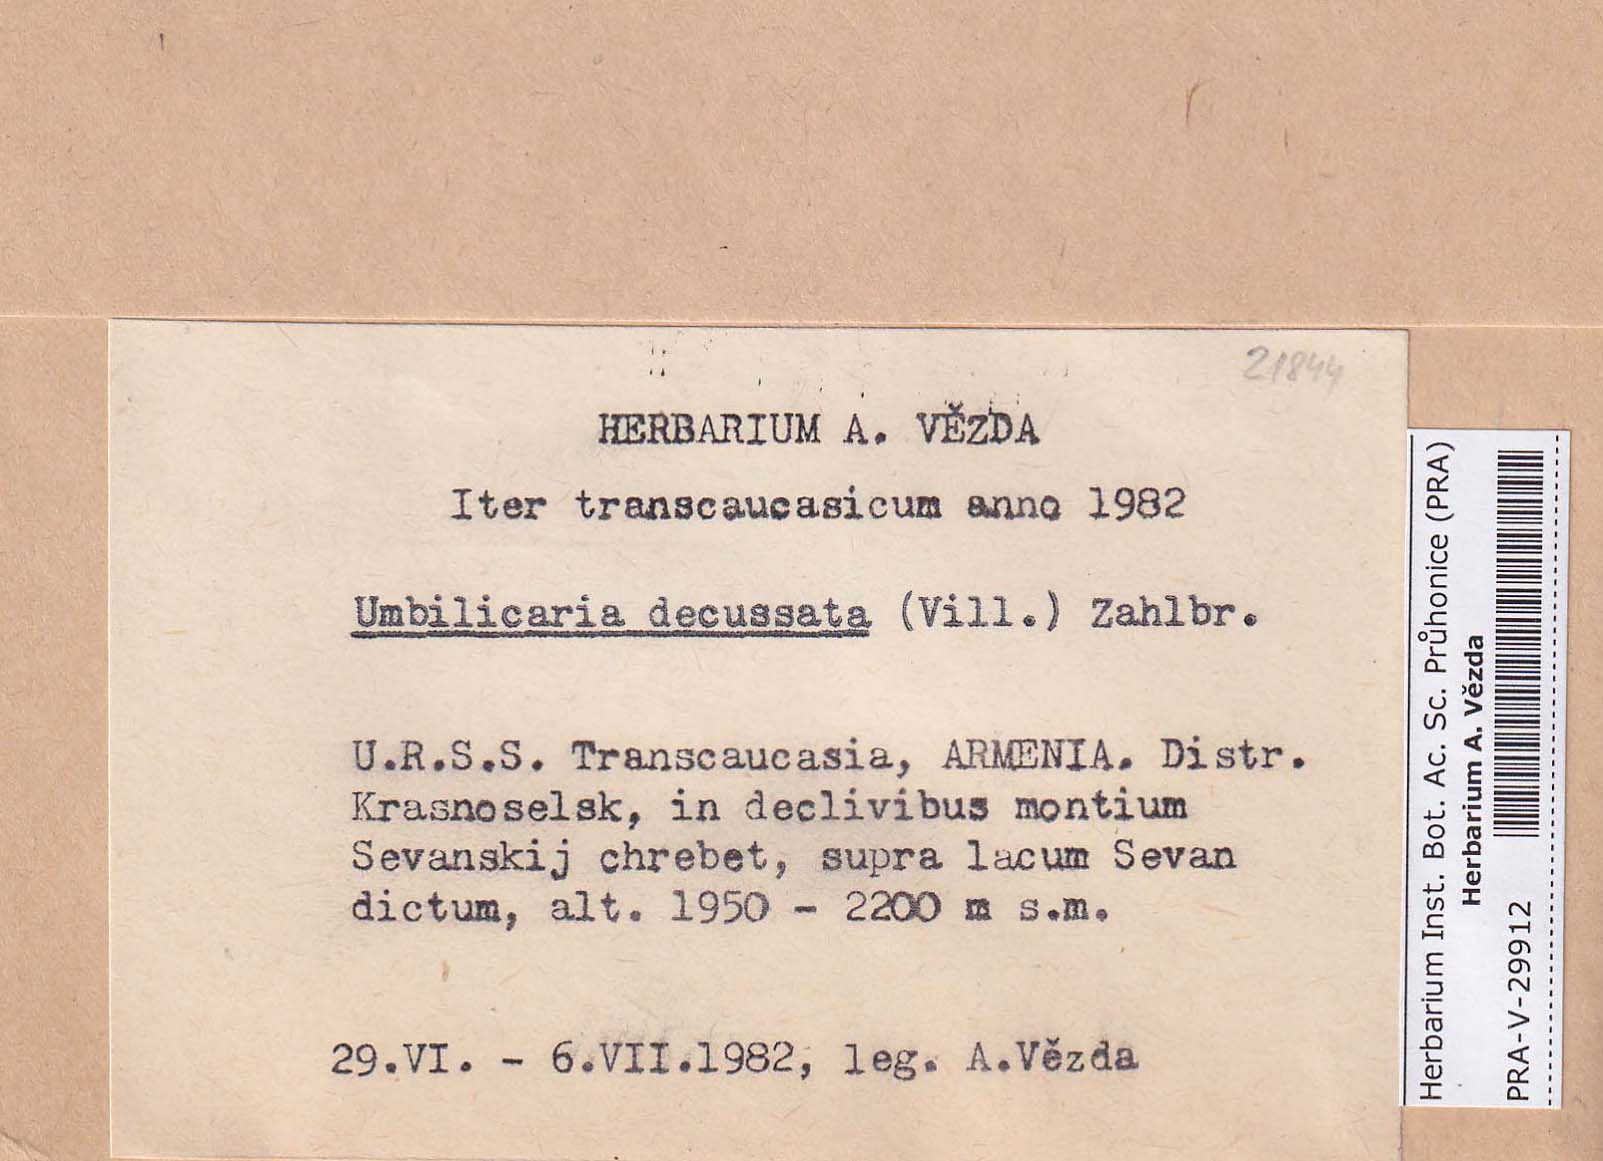 21844
HERBARIUM A. VĚZDA
Iter transcaucasicum anno 1982
Umbilicaria decussata (Vill.) Zahlbr.
U.R.S.S. Transcaucasia, ARMENIA. Distr.
Krasnoselsk, in declivibus montium
Sevanskij chrebet, supra lacum Sevan
dictum, alt. 1950 - 2200 m s.m.
29.VI. - 6.VII.1982, leg. A.Vězda
Herbarium Inst. Bot. Ac. Sc. Průhonice (PRA)
Herbarium A. Vězda
PRA-V-29912